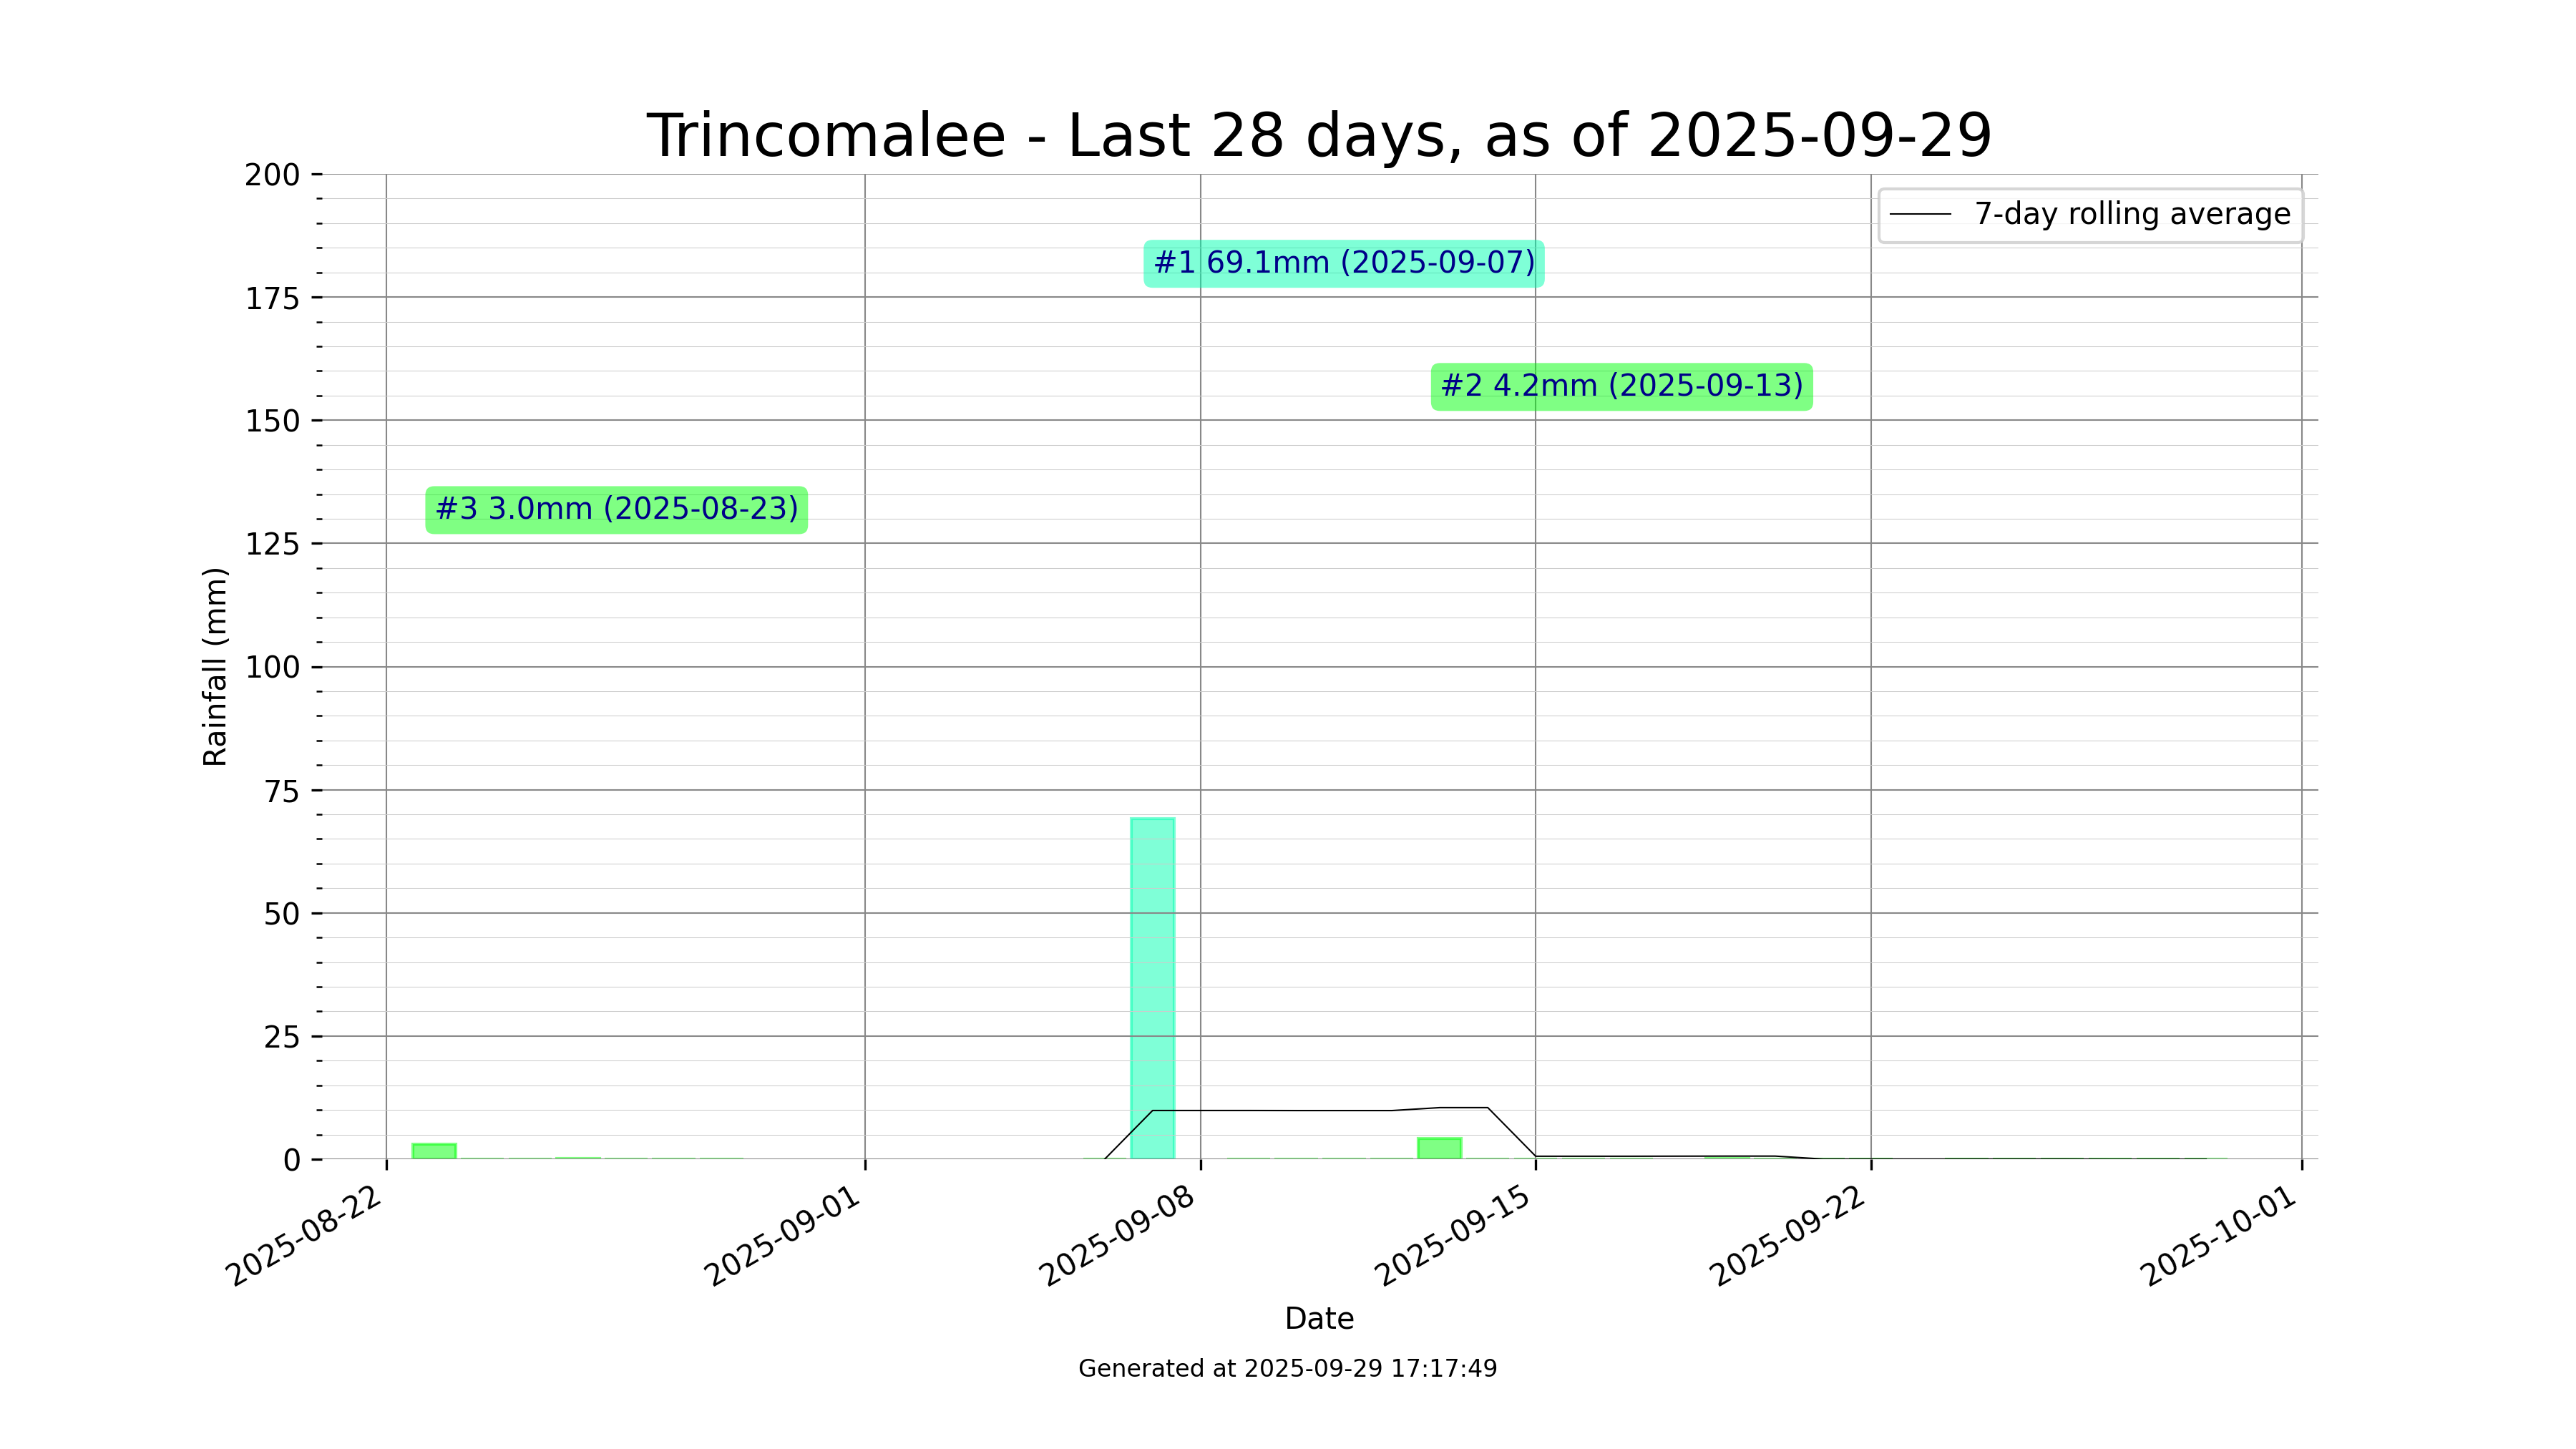 Trincomalee - Last 28 days, as of 2025-09-29
200
175
150
125
100
75
50
25
0
Rainfall (mm)
7-day rolling average
#1 69.1mm (2025-09-07)
#2 4.2mm (2025-09-13)
#3 3.0mm (2025-08-23)
2025-08-22
2025-09-01
2025-09-08
2025-09-15
2025-09-22
2025-10-01
Date
Generated at 2025-09-29 17:17:49